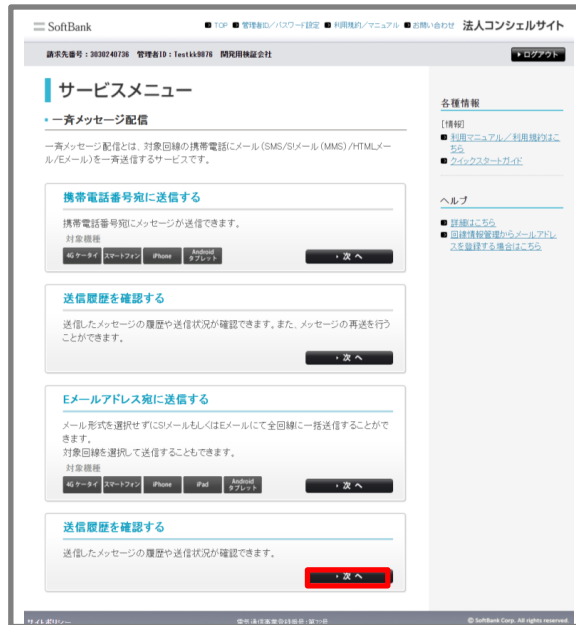 SoftBank
TOP 管理者ID/パスワード設定 利用規約/マニュアル お問い合わせ 法人コンシェルサイト
請求先番号:3030240736 管理者ID:Testkk9876 開発用検証会社
ログアウト
サービスメニュー
一斉メッセージ配信
一斉メッセージ配信とは、対象回線の携帯電話にメール(SMS/S!メール(MMS)/HTMLメー
ル/Eメール)を一斉送信するサービスです。
携帯電話番号宛に送信する
携帯電話番号宛にメッセージが送信できます。
対象機種
4G ケータイ スマートフォン iPhone Android タブレット
次 へ
送信履歴を確認する
送信したメッセージの履歴や送信状況が確認できます。また、メッセージの再送を行う
ことができます。
次 へ
Eメールアドレス宛に送信する
メール形式を選択せずにS!メールもしくはEメールにて全回線に一括送信することがで
きます。
対象回線を選択して送信することもできます。
対象機種
4G ケータイ スマートフォン iPhone iPad Android タブレット
次 へ
送信履歴を確認する
送信したメッセージの履歴や送信状況が確認できます。
次 へ
各種情報
[情報]
利用マニュアル/利用規約はこ
ちら
クイックスタートガイド
ヘルプ
詳細はこちら
回線情報管理からメールアドレ
スを登録する場合はこちら
サイトポリシー
© SoftBank Corp. All rights reserved.